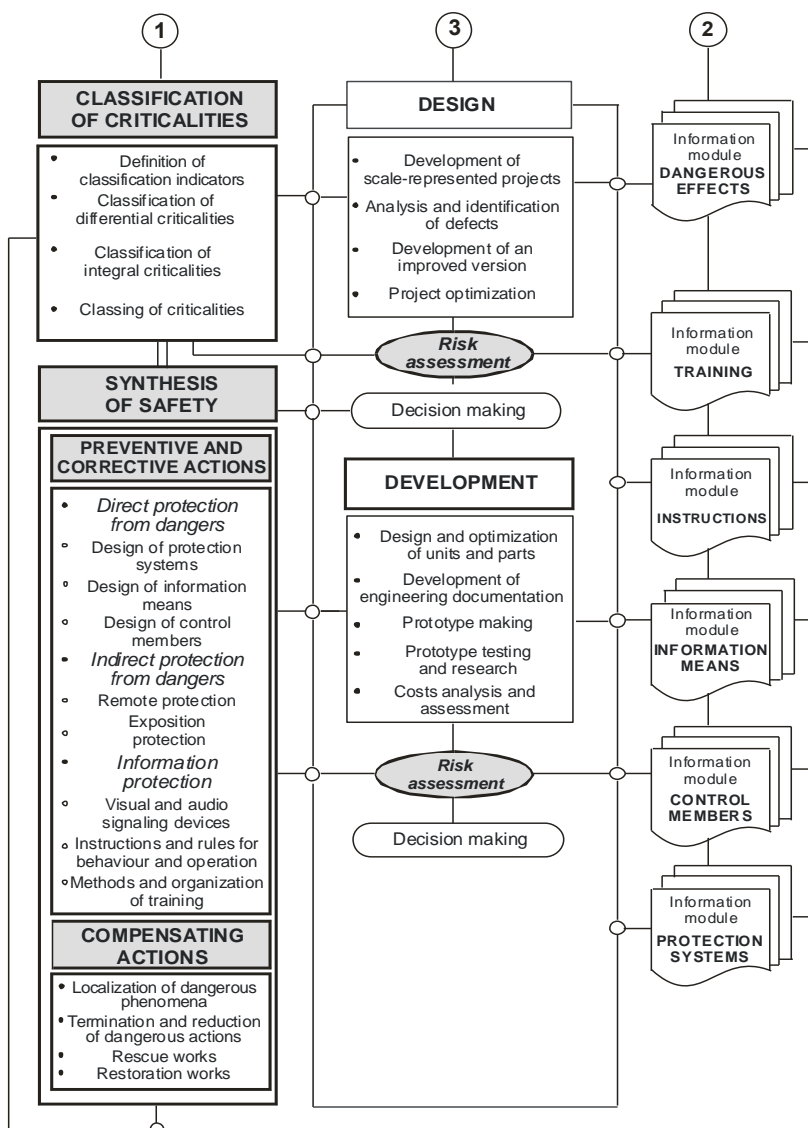 1
3
2
CLASSIFICATION
OF CRITICALITIES
• Definition of
classification indicators
• Classification of
differential criticalities
• Classification of
integral criticalities
• Classing of criticalities
SYNTHESIS
OF SAFETY
PREVENTIVE AND
CORRECTIVE ACTIONS
• Direct protection
from dangers
o Design of protection
systems
o Design of information
means
o Design of control
members
• Indirect protection
from dangers
o Remote protection
o Exposition
protection
• Information
protection
o Visual and audio
signaling devices
o Instructions and rules for
behaviour and operation
o Methods and organization
of training
COMPENSATING
ACTIONS
• Localization of dangerous
phenomena
• Termination and reduction
of dangerous actions
• Rescue works
• Restoration works
DESIGN
• Development of
scale-represented projects
• Analysis and identification
of defects
• Development of an
improved version
• Project optimization
Risk
assessment
Decision making
DEVELOPMENT
• Design and optimization
of units and parts
• Development of
engineering documentation
• Prototype making
• Prototype testing
and research
• Costs analysis and
assessment
Risk
assessment
Decision making
Information
module
DANGEROUS
EFFECTS
Information
module
TRAINING
Information
module
INSTRUCTIONS
Information
module
INFORMATION
MEANS
Information
module
CONTROL
MEMBERS
Information
module
PROTECTION
SYSTEMS